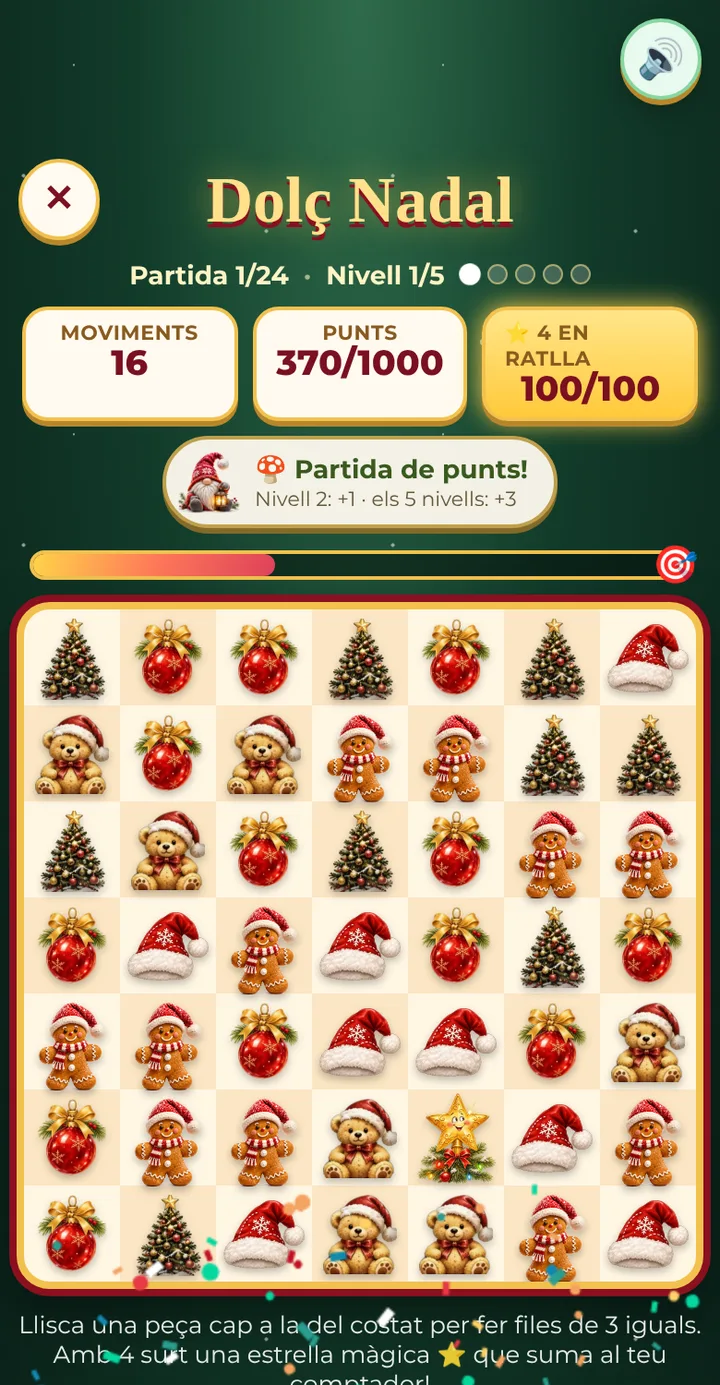 Dolç Nadal
Partida 1/24 · Nivell 1/5
MOVIMENTS
16
PUNTS
370/1000
⭐ 4 EN
RATLLA
100/100
🍄 Partida de punts!
Nivell 2: +1 · els 5 nivells: +3
Llisca una peça cap a la del costat per fer files de 3 iguals.
Amb 4 surt una estrella màgica ⭐ que suma al teu
comptador!